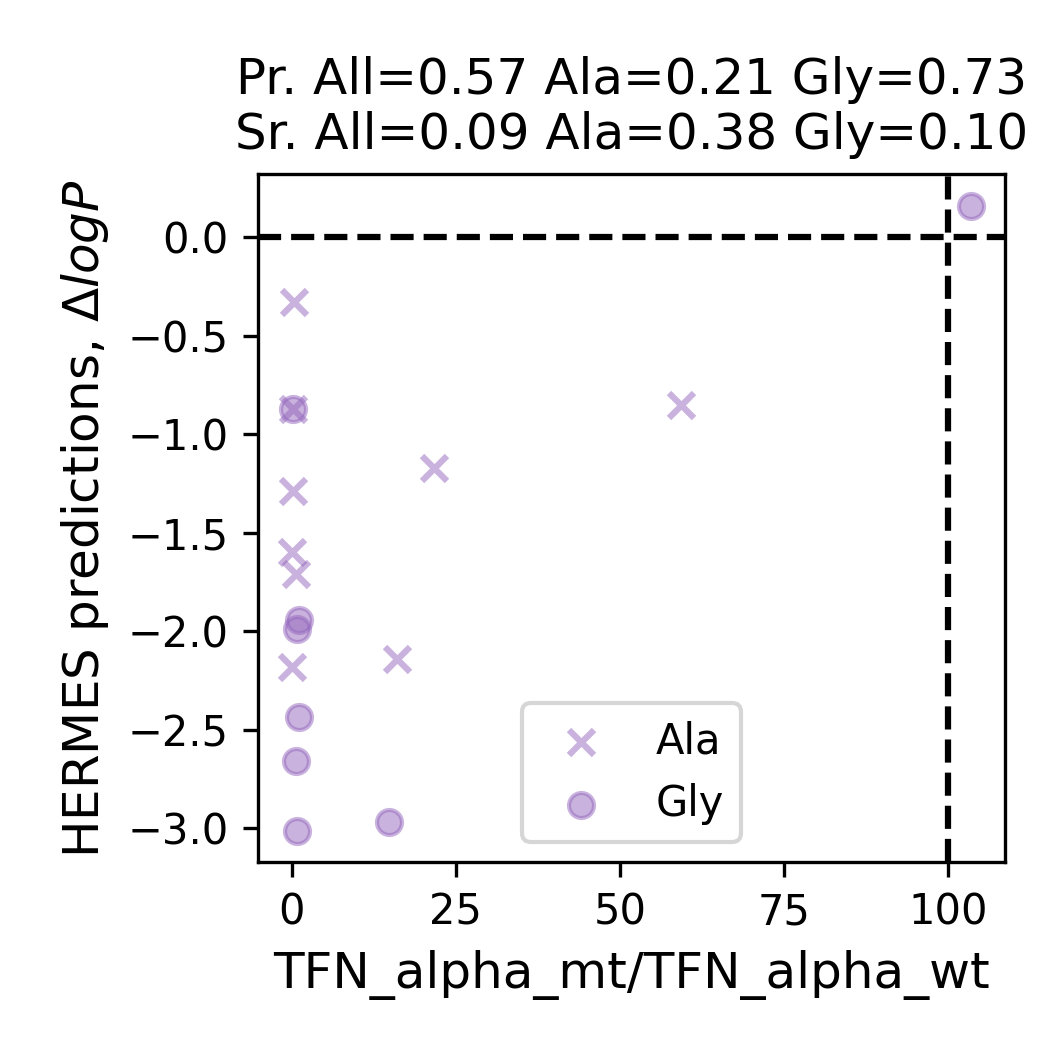 Pr. All=0.57 Ala=0.21 Gly=0.73
Sr. All=0.09 Ala=0.38 Gly=0.10
HERMES predictions, ΔlogP
0.0
−0.5
−1.0
−1.5
−2.0
−2.5
−3.0
Ala
Gly
0 25 50 75 100
TFN_alpha_mt/TFN_alpha_wt